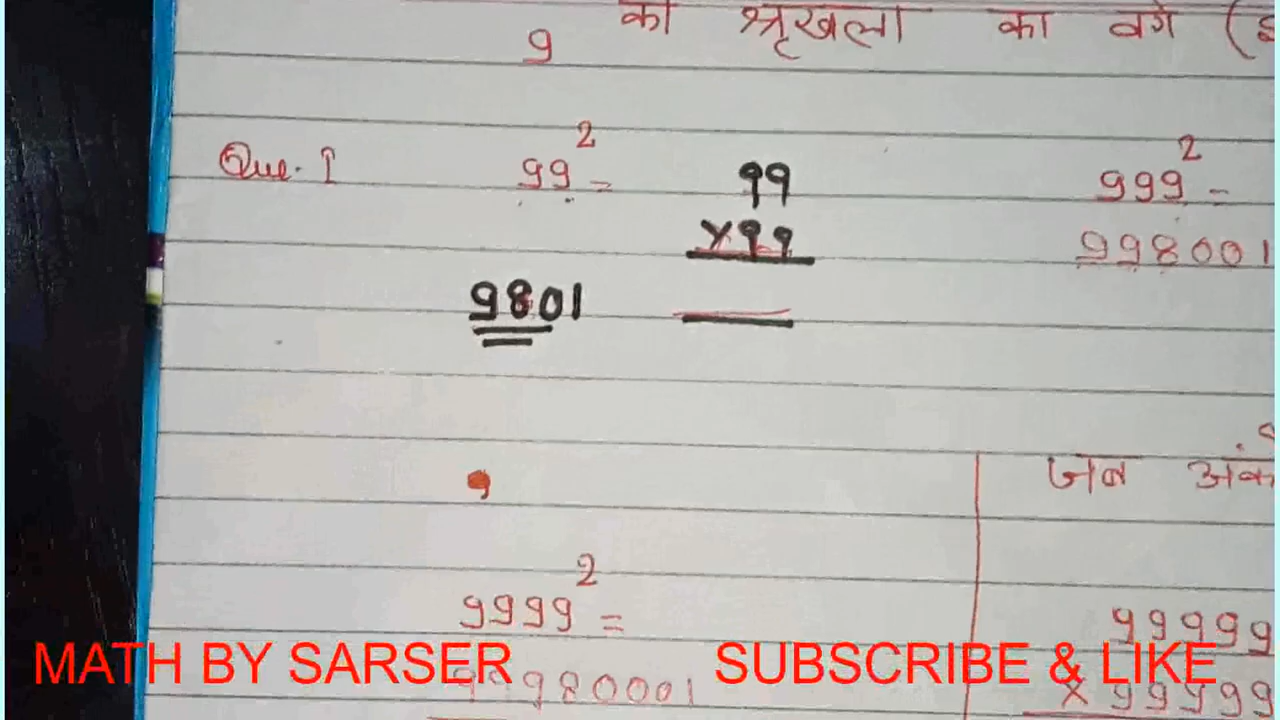 9 की श्रृखला का वर्ग (
Que. 1 99² = 99 999² =
×99 998001
9801
जब अंक
9999² = 99999
99980001 × 99999
MATH BY SARSER SUBSCRIBE & LIKE